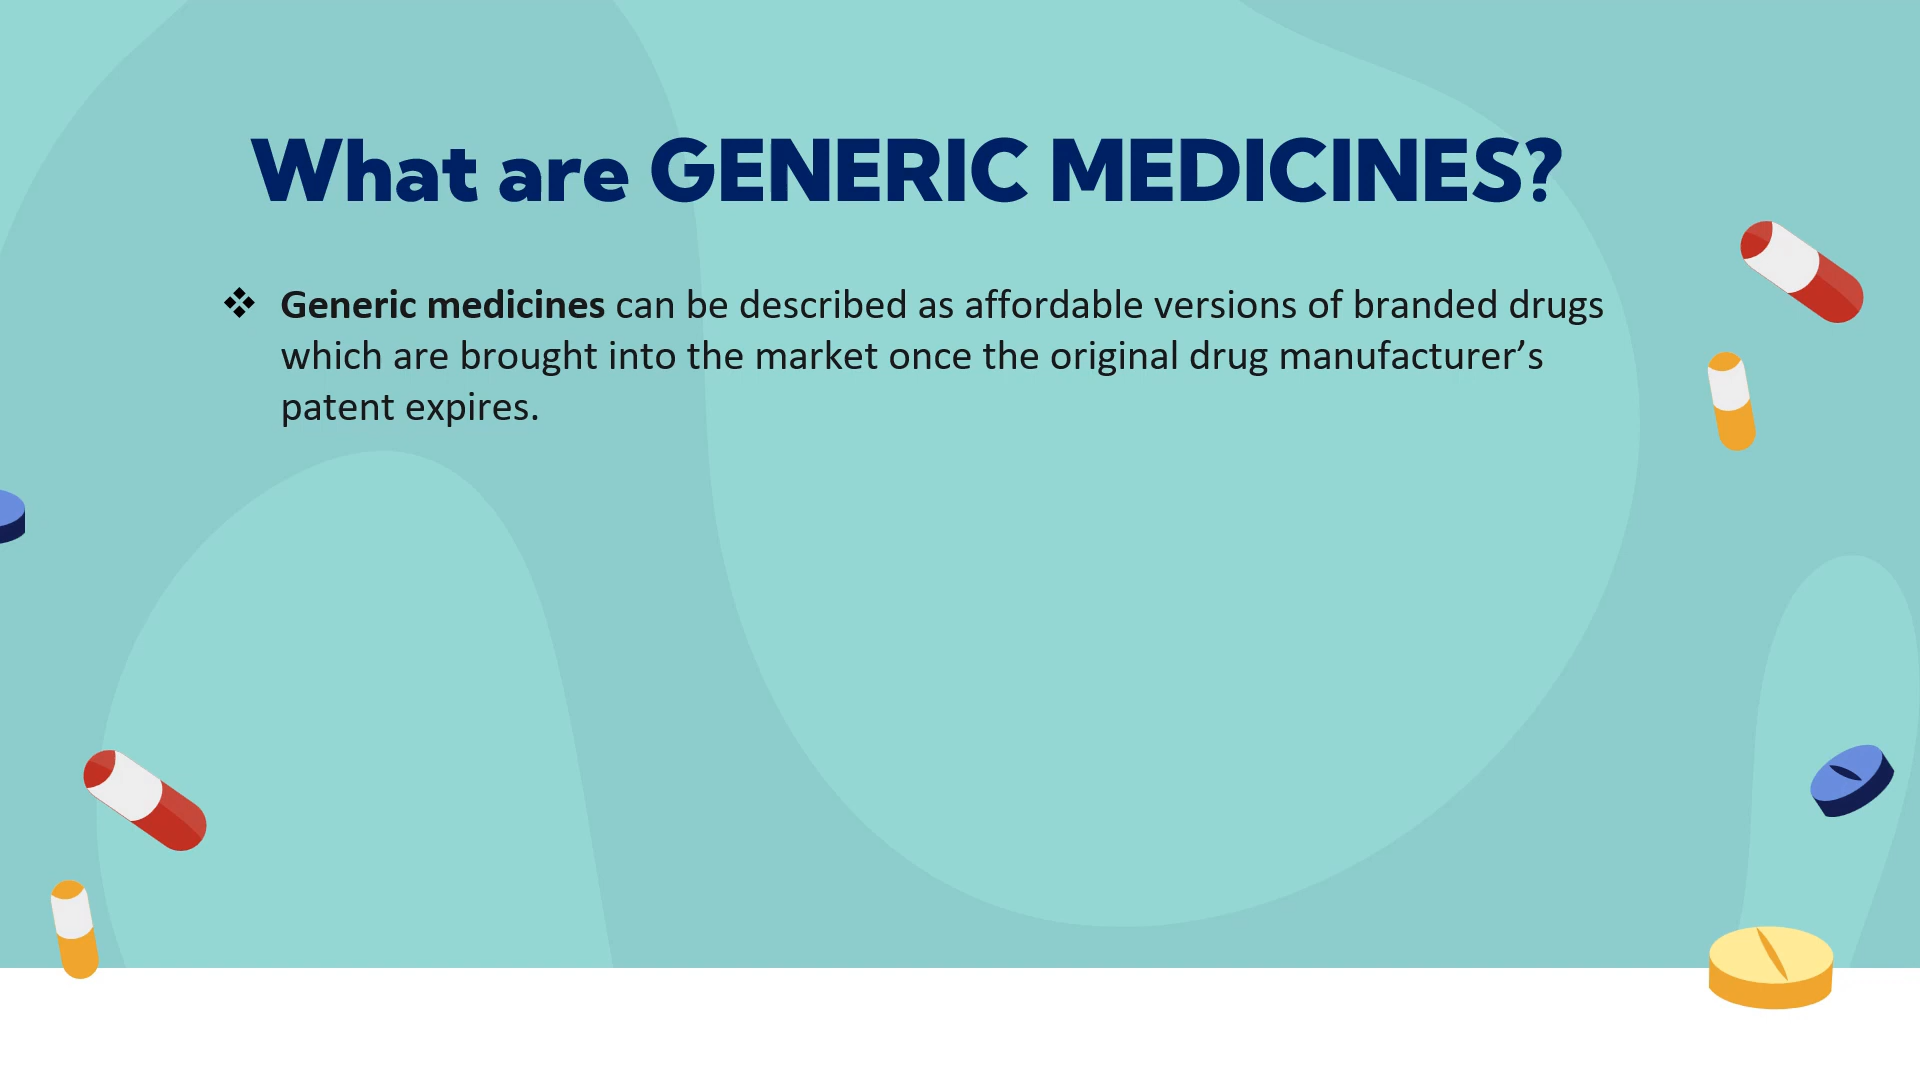 What are GENERIC MEDICINES?
❖ Generic medicines can be described as affordable versions of branded drugs
which are brought into the market once the original drug manufacturer’s
patent expires.